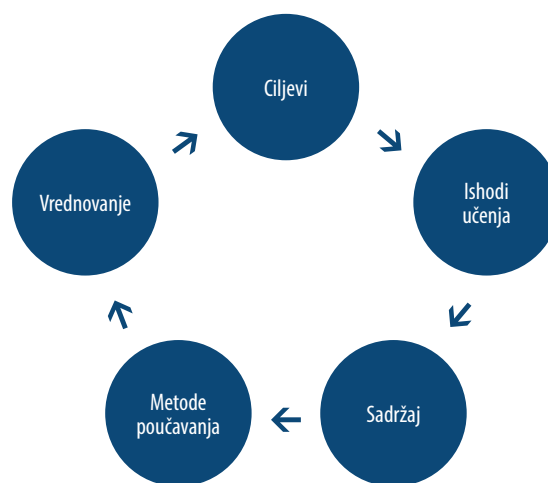 Ciljevi
Ishodi
učenja
Sadržaj
Metode
poučavanja
Vrednovanje